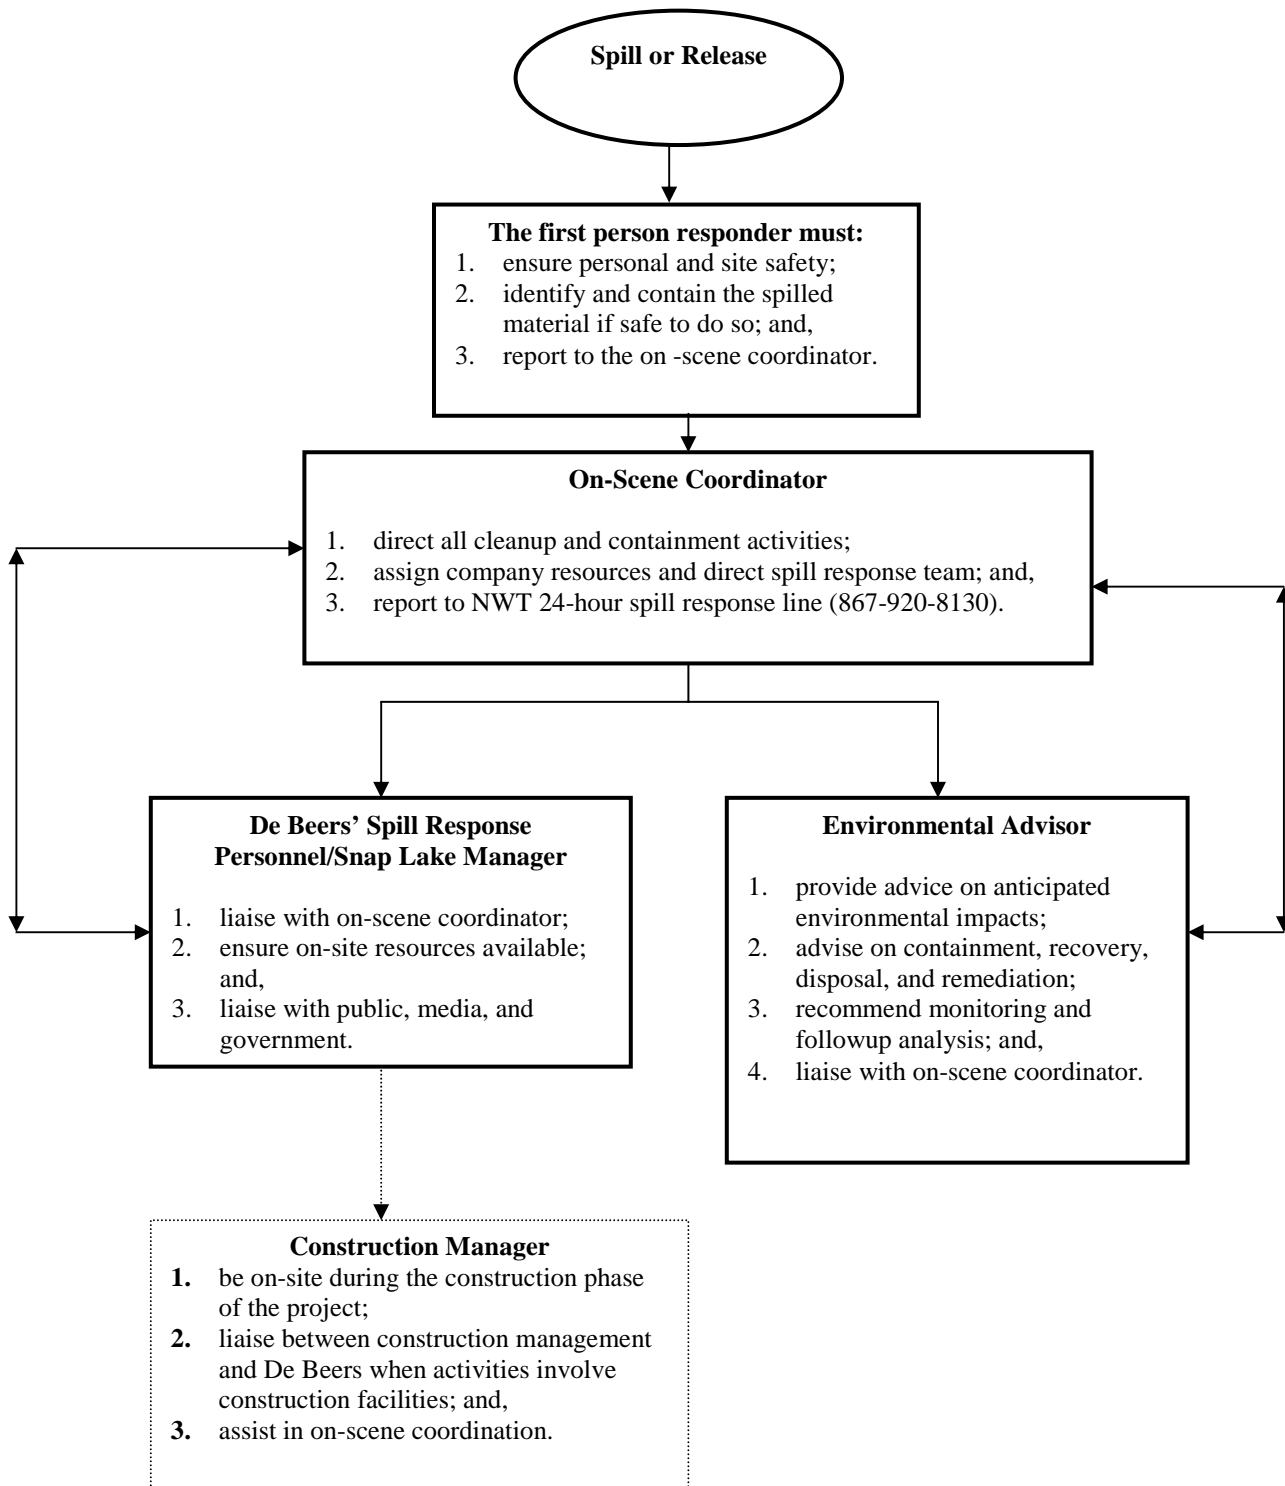 Spill or Release
The first person responder must:
1. ensure personal and site safety;
2. identify and contain the spilled
material if safe to do so; and,
3. report to the on -scene coordinator.
On-Scene Coordinator
1. direct all cleanup and containment activities;
2. assign company resources and direct spill response team; and,
3. report to NWT 24-hour spill response line (867-920-8130).
De Beers’ Spill Response
Personnel/Snap Lake Manager
1. liaise with on-scene coordinator;
2. ensure on-site resources available;
and,
3. liaise with public, media, and
government.
Environmental Advisor
1. provide advice on anticipated
environmental impacts;
2. advise on containment, recovery,
disposal, and remediation;
3. recommend monitoring and
followup analysis; and,
4. liaise with on-scene coordinator.
Construction Manager
1. be on-site during the construction phase
of the project;
2. liaise between construction management
and De Beers when activities involve
construction facilities; and,
3. assist in on-scene coordination.